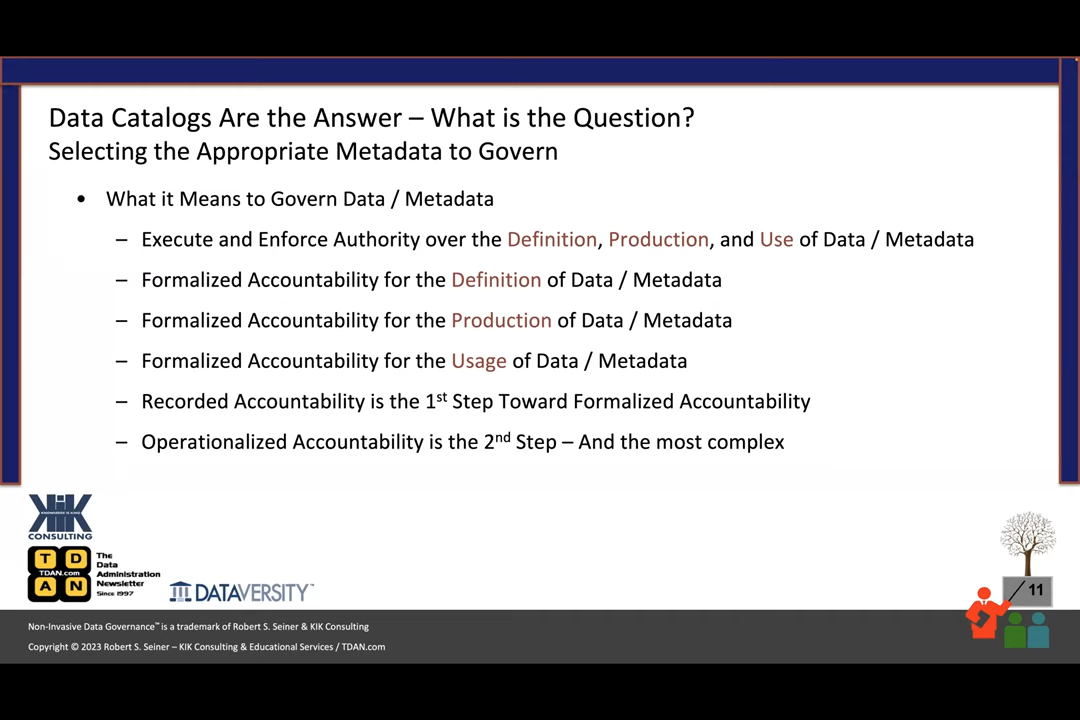 Data Catalogs Are the Answer – What is the Question?
Selecting the Appropriate Metadata to Govern
• What it Means to Govern Data / Metadata
– Execute and Enforce Authority over the Definition, Production, and Use of Data / Metadata
– Formalized Accountability for the Definition of Data / Metadata
– Formalized Accountability for the Production of Data / Metadata
– Formalized Accountability for the Usage of Data / Metadata
– Recorded Accountability is the 1st Step Toward Formalized Accountability
– Operationalized Accountability is the 2nd Step – And the most complex
KIK
KNOWLEDGE IS KING
CONSULTING
T D
TDAN.com
A N
The
Data
Administration
Newsletter
Since 1997
DATAVERSITY™
11
Non-Invasive Data Governance™ is a trademark of Robert S. Seiner & KIK Consulting
Copyright © 2023 Robert S. Seiner – KIK Consulting & Educational Services / TDAN.com